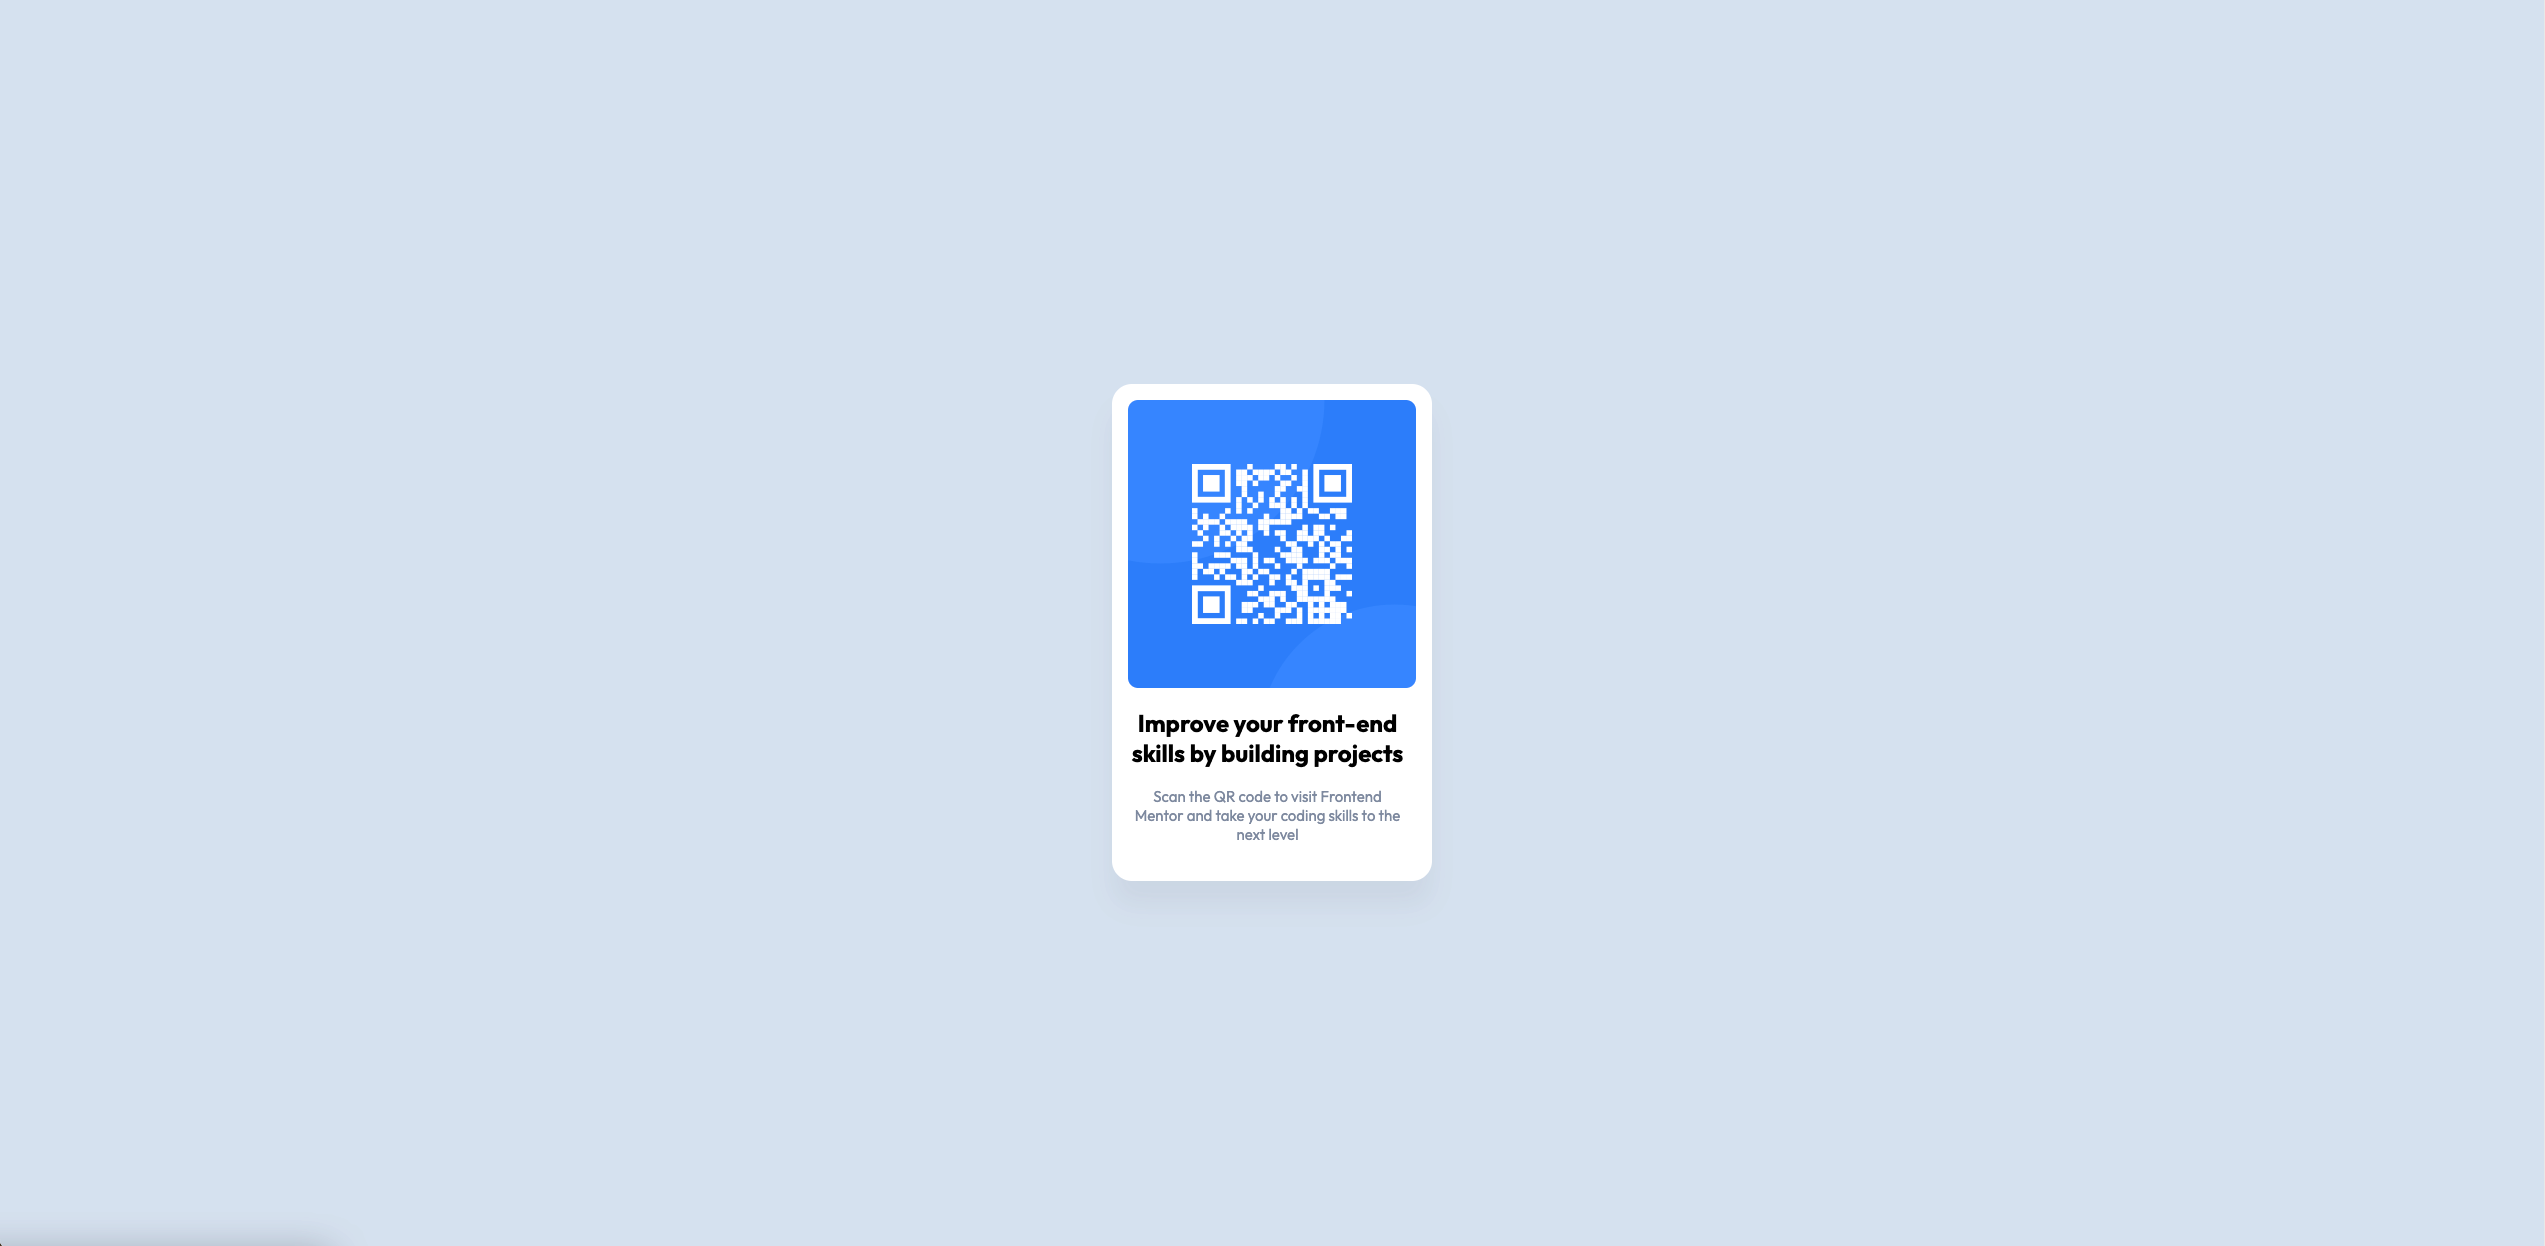 Improve your front-end
skills by building projects
Scan the QR code to visit Frontend
Mentor and take your coding skills to the
next level